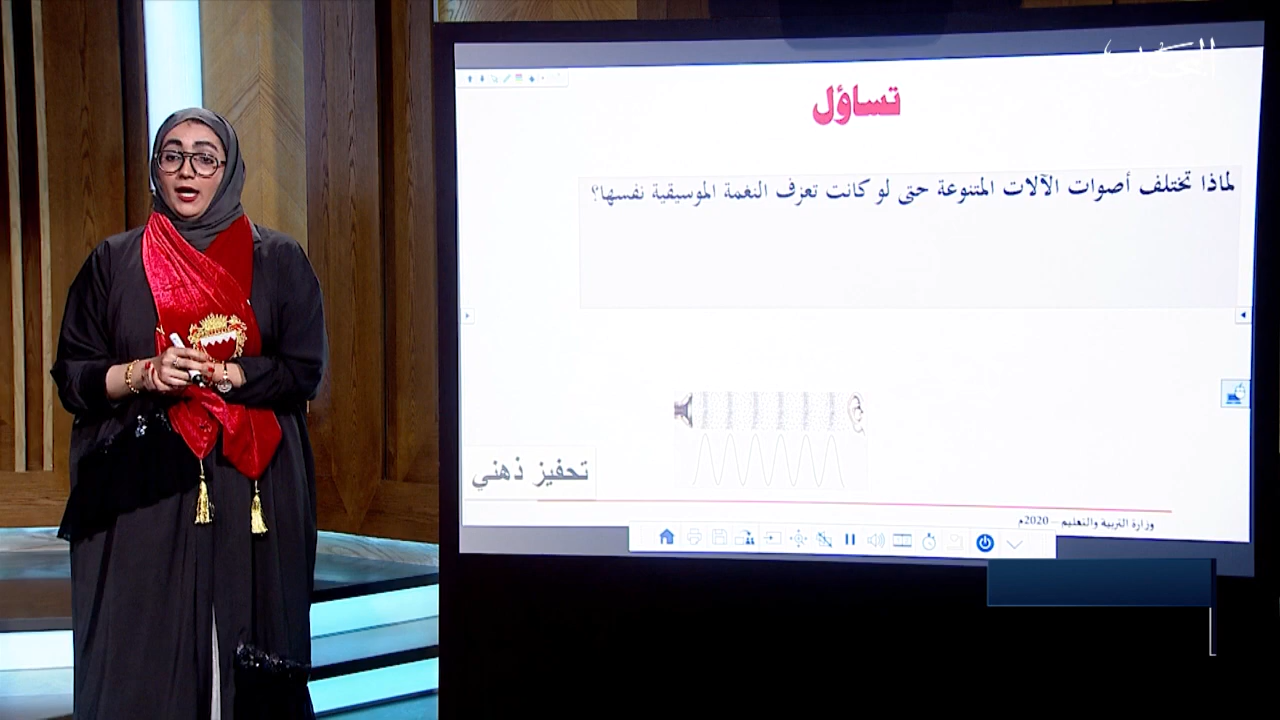 البحرين
تساؤل
لماذا تختلف أصوات الآلات المتنوعة حتى لو كانت تعزف النغمة الموسيقية نفسها؟
تحفيز ذهني
وزارة التربية والتعليم – 2020م